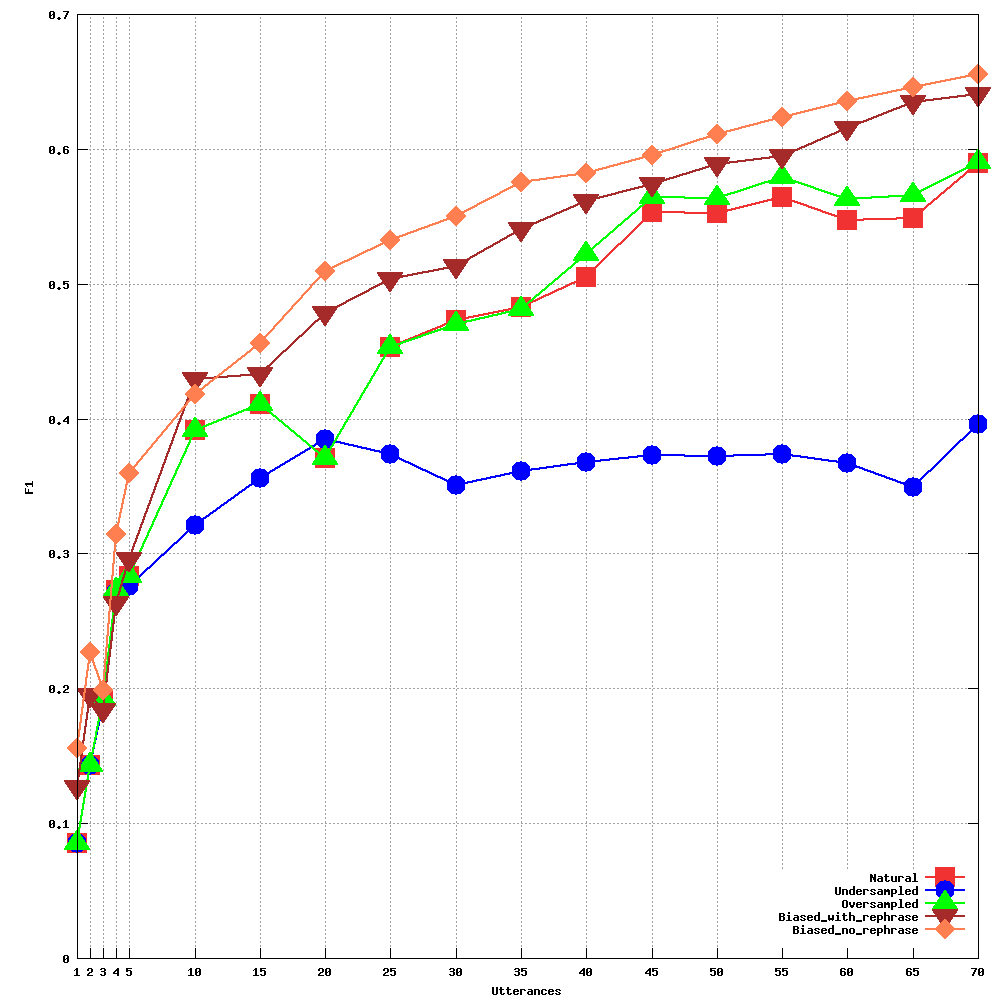 0.7
0.6
0.5
0.4
0.3
0.2
0.1
0
F1
1 2 3 4 5 10 15 20 25 30 35 40 45 50 55 60 65 70
Utterances
Natural
Undersampled
Oversampled
Biased_with_rephrase
Biased_no_rephrase